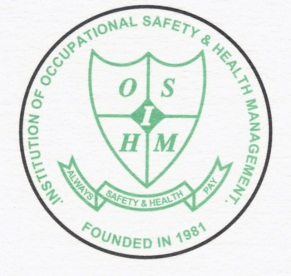 INSTITUTION OF OCCUPATIONAL SAFETY & HEALTH MANAGEMENT.
O S
I
H M
ALWAYS SAFETY & HEALTH PAY
FOUNDED IN 1981